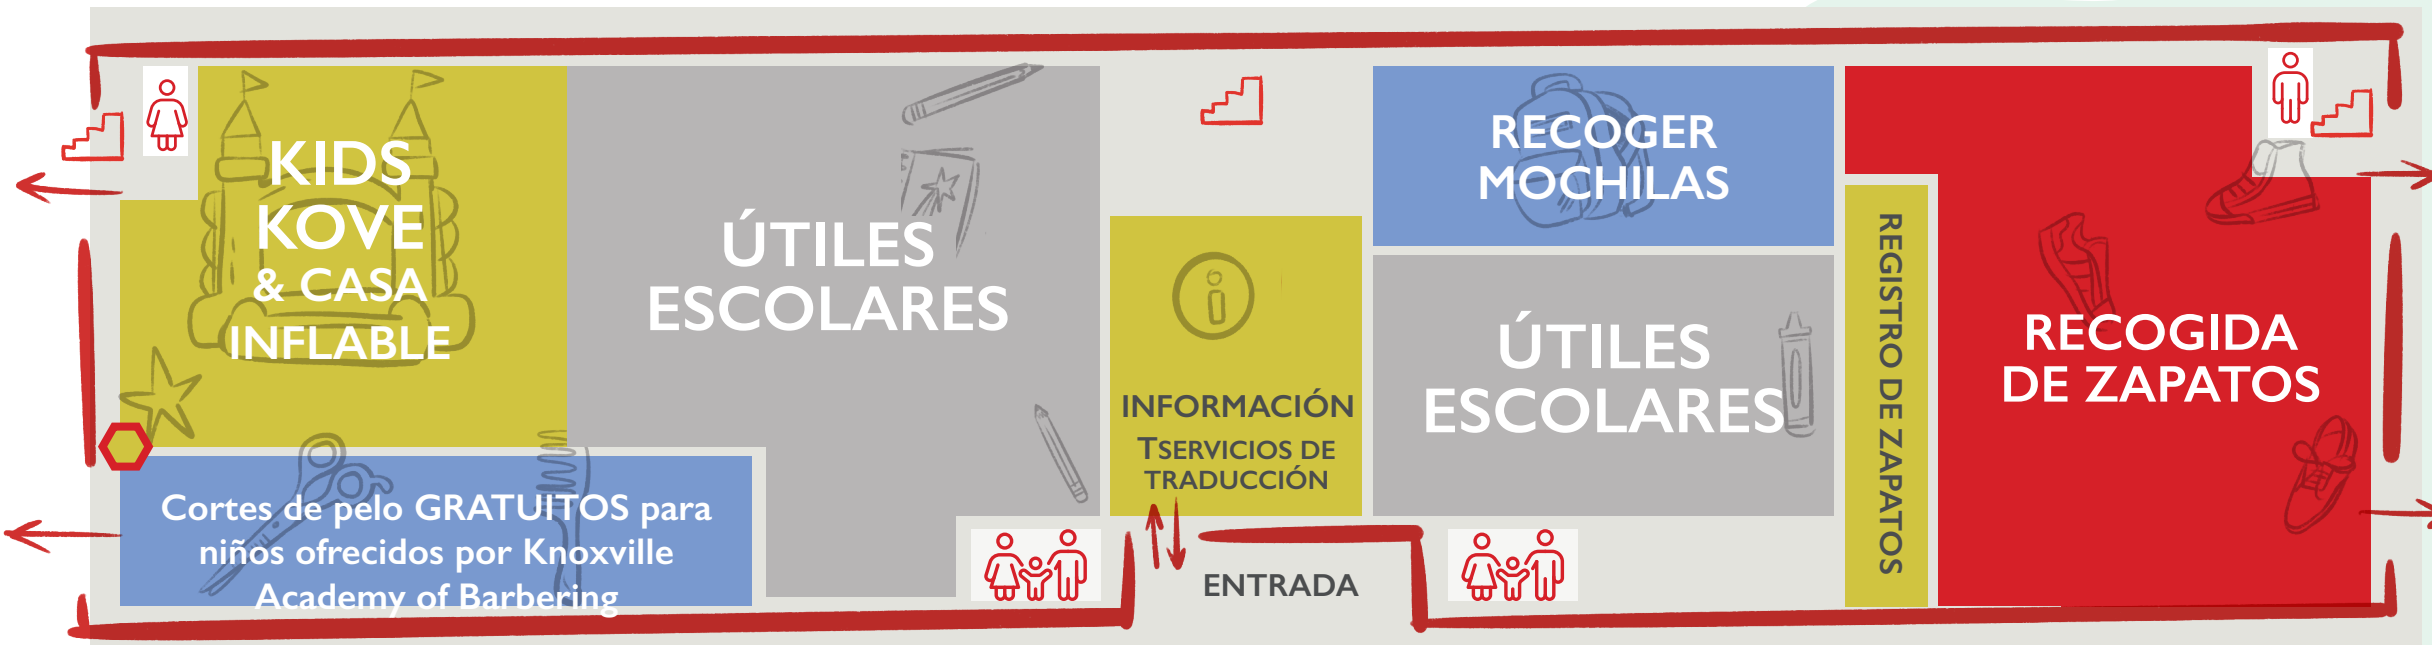 KIDS
KOVE
& CASA
INFLABLE
ÚTILES
ESCOLARES
Cortes de pelo GRATUITOS para
niños ofrecidos por Knoxville
Academy of Barbering
INFORMACIÓN
TSERVICIOS DE
TRADUCCIÓN
ENTRADA
RECOGER
MOCHILAS
ÚTILES
ESCOLARES
REGISTRO DE ZAPATOS
RECOGIDA
DE ZAPATOS